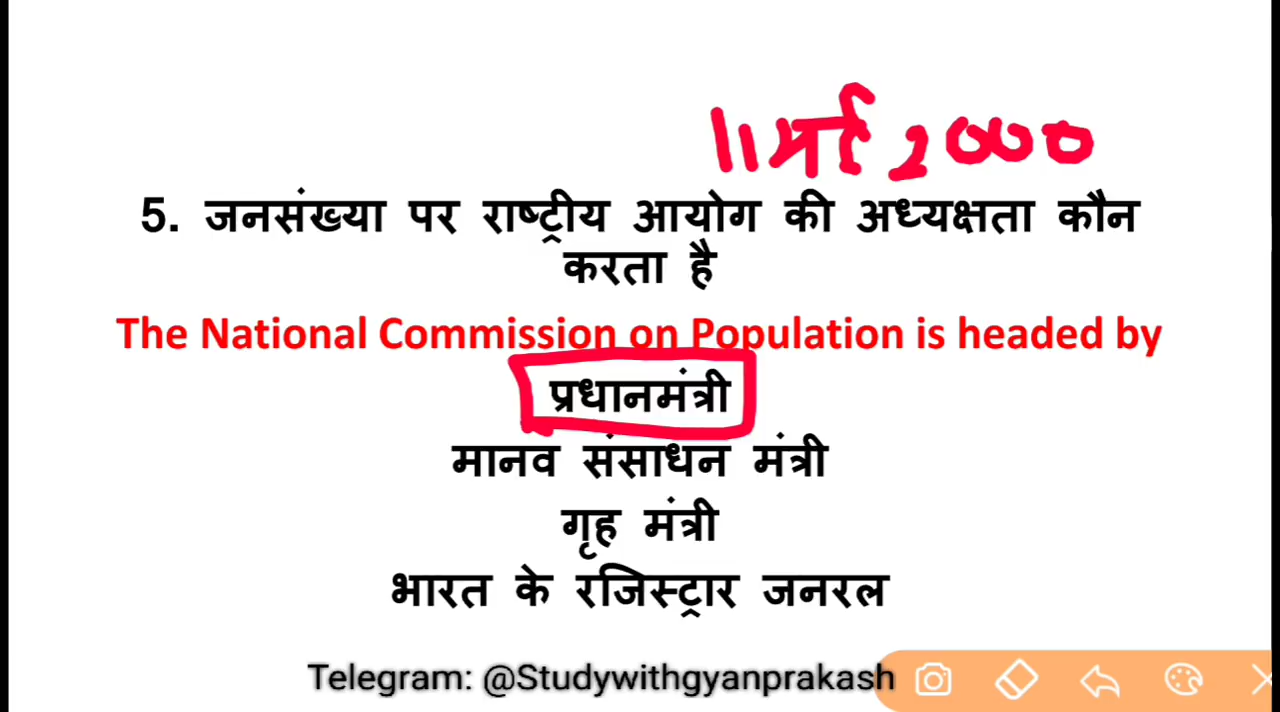 11 मई 2000
5. जनसंख्या पर राष्ट्रीय आयोग की अध्यक्षता कौन
करता है
The National Commission on Population is headed by
प्रधानमंत्री
मानव संसाधन मंत्री
गृह मंत्री
भारत के रजिस्ट्रार जनरल
Telegram: @Studywithgyanprakash